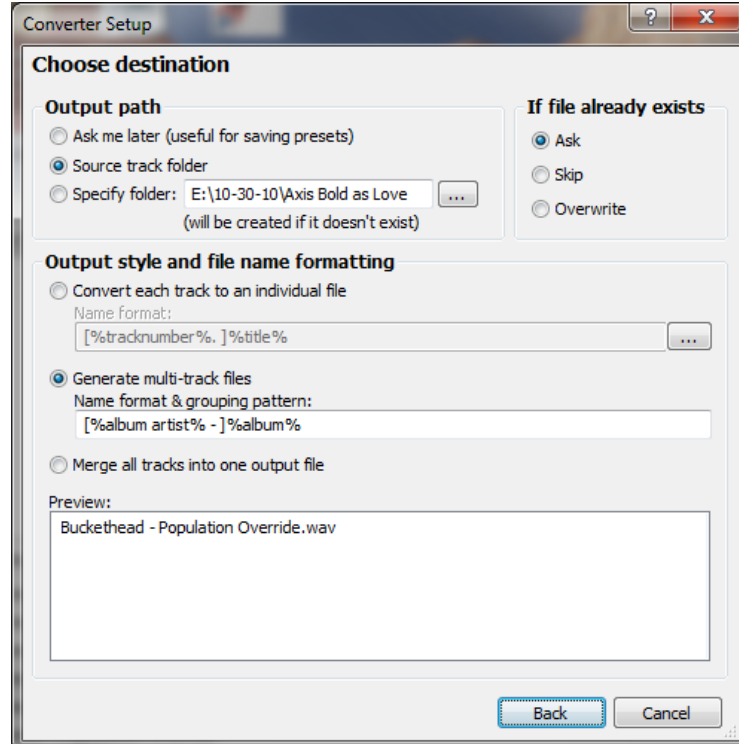 Converter Setup
Choose destination
Output path
Ask me later (useful for saving presets)
Source track folder
Specify folder: E:\10-30-10\Axis Bold as Love ...
(will be created if it doesn't exist)
If file already exists
Ask
Skip
Overwrite
Output style and file name formatting
Convert each track to an individual file
Name format:
[%tracknumber%. ]%title% ...
Generate multi-track files
Name format & grouping pattern:
[%album artist% - ]%album%
Merge all tracks into one output file
Preview:
Buckethead - Population Override.wav
Back Cancel